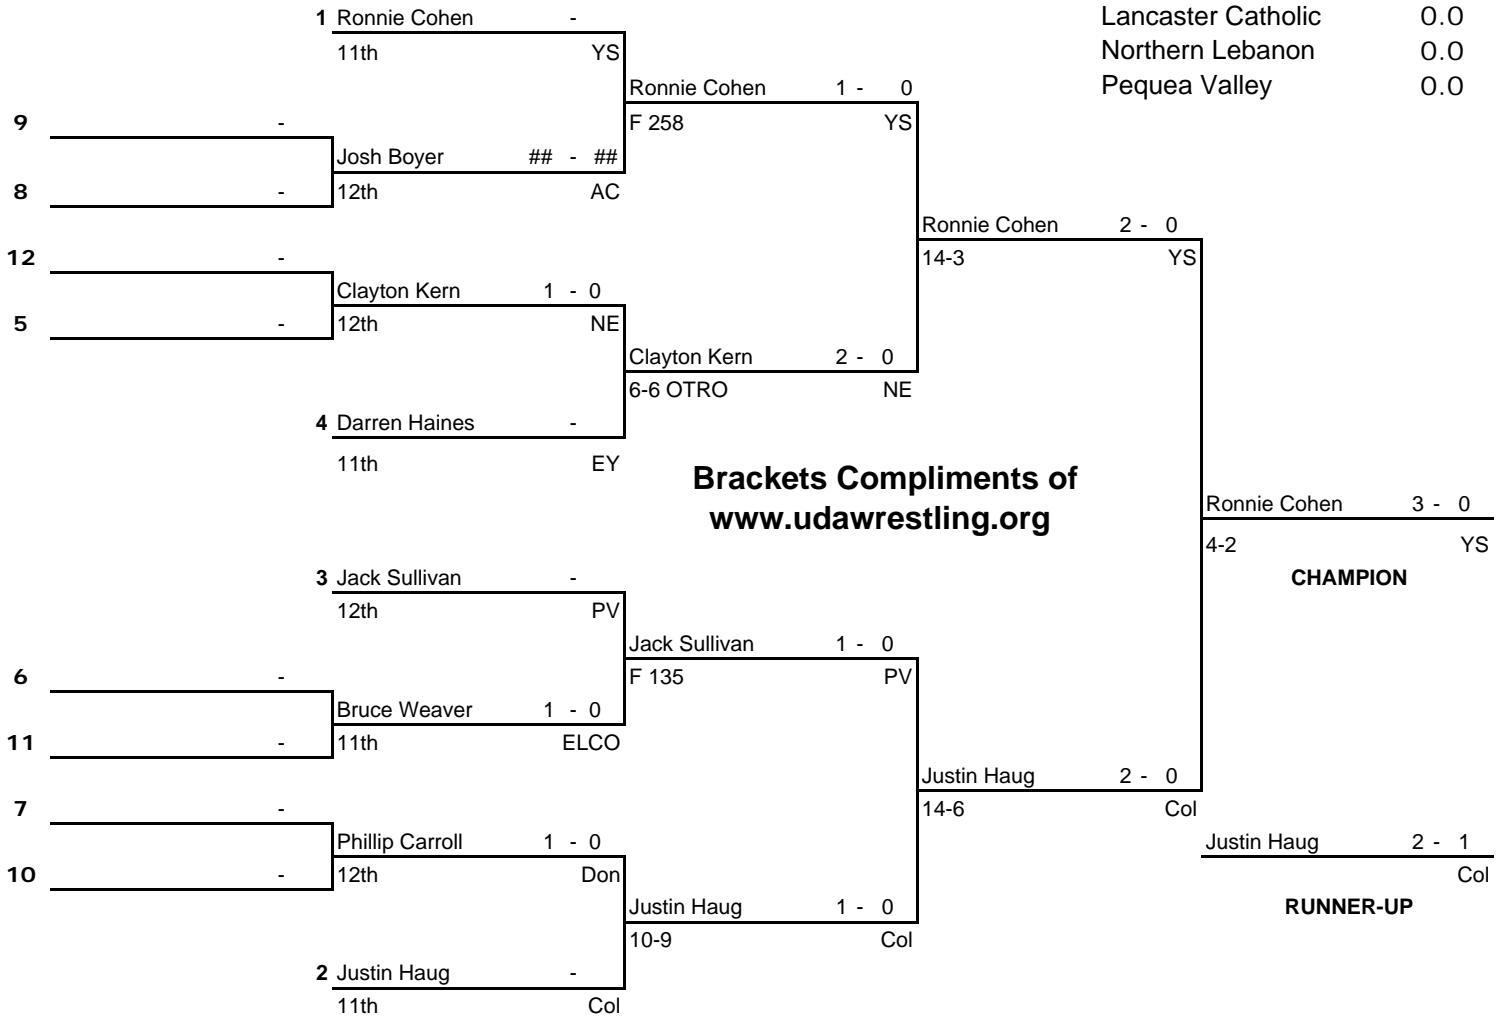 1 Ronnie Cohen -
11th YS
Lancaster Catholic 0.0
Northern Lebanon 0.0
Pequea Valley 0.0
Ronnie Cohen 1 - 0
F 258 YS
9 -
Josh Boyer ## - ##
8 - 12th AC
Ronnie Cohen 2 - 0
14-3 YS
12 -
Clayton Kern 1 - 0
5 - 12th NE
Clayton Kern 2 - 0
6-6 OTRO NE
4 Darren Haines -
11th EY
Brackets Compliments of
www.udawrestling.org
Ronnie Cohen 3 - 0
4-2 YS
CHAMPION
3 Jack Sullivan -
12th PV
Jack Sullivan 1 - 0
F 135 PV
6 -
Bruce Weaver 1 - 0
11 - 11th ELCO
Justin Haug 2 - 0
14-6 Col
7 -
Phillip Carroll 1 - 0
10 - 12th Don
Justin Haug 2 - 1
Col
RUNNER-UP
Justin Haug 1 - 0
10-9 Col
2 Justin Haug -
11th Col